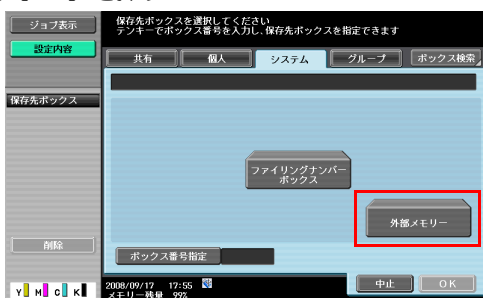 ジョブ表示
設定内容
保存先ボックスを選択してください
テンキーでボックス番号を入力し、保存先ボックスを指定できます
共有
個人
システム
グループ
ボックス検索
保存先ボックス
ファイリングナンバー
ボックス
外部メモリー
削除
ボックス番号指定
2008/09/17 17:55
メモリー残量 99%
中止
OK
Y M C K